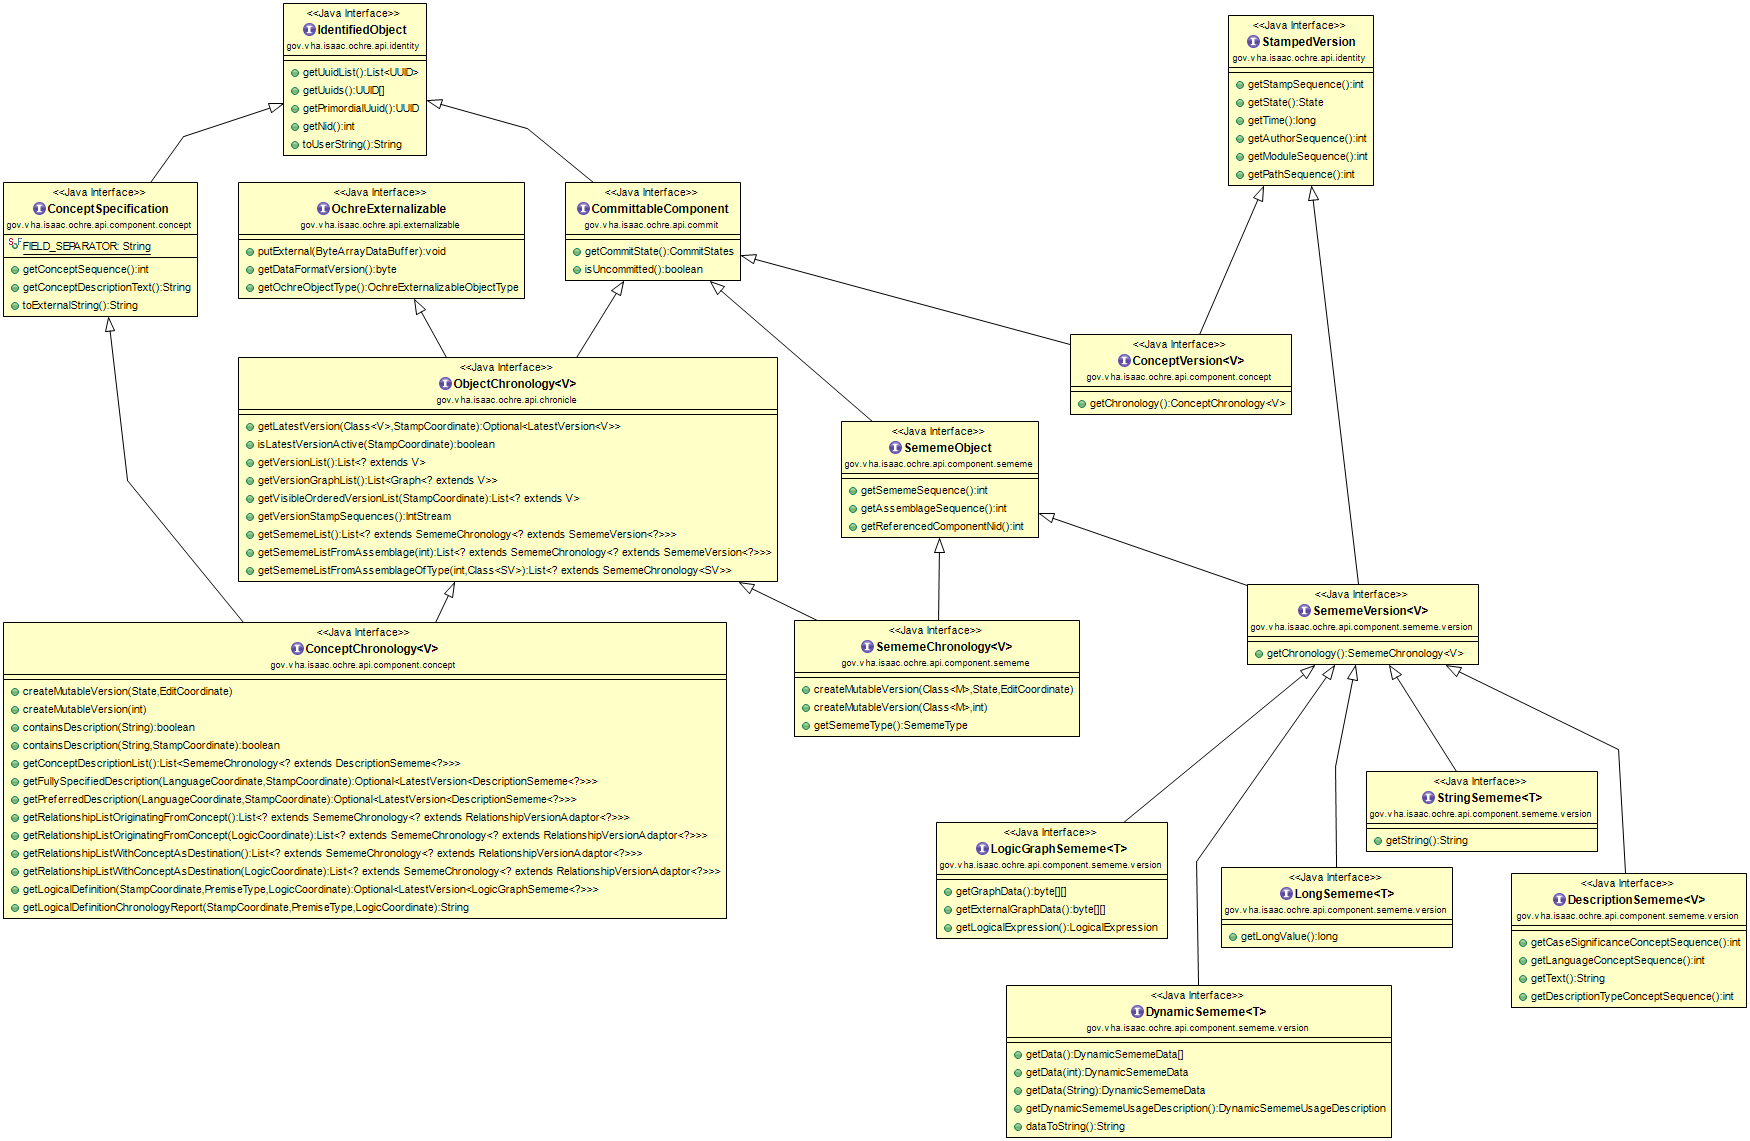 <<Java Interface>>
IdentifiedObject
gov.vha.isaac.ochre.api.identity
getUuidList():List<UUID>
getUuids():UUID[]
getPrimordialUuid():UUID
getNid():int
toUserString():String
<<Java Interface>>
StampedVersion
gov.vha.isaac.ochre.api.identity
getStampSequence():int
getState():State
getTime():long
getAuthorSequence():int
getModuleSequence():int
getPathSequence():int
<<Java Interface>>
ConceptSpecification
gov.vha.isaac.ochre.api.component.concept
FIELD_SEPARATOR: String
getConceptSequence():int
getConceptDescriptionText():String
toExternalString():String
<<Java Interface>>
OchreExternalizable
gov.vha.isaac.ochre.api.externalizable
putExternal(ByteArrayDataBuffer):void
getDataFormatVersion():byte
getOchreObjectType():OchreExternalizableObjectType
<<Java Interface>>
CommittableComponent
gov.vha.isaac.ochre.api.commit
getCommitState():CommitStates
isUncommitted():boolean
<<Java Interface>>
ConceptVersion<V>
gov.vha.isaac.ochre.api.component.concept
getChronology():ConceptChronology<V>
<<Java Interface>>
ObjectChronology<V>
gov.vha.isaac.ochre.api.chronicle
getLatestVersion(Class<V>,StampCoordinate):Optional<LatestVersion<V>>
isLatestVersionActive(StampCoordinate):boolean
getVersionList():List<? extends V>
getVersionGraphList():List<Graph<? extends V>>
getVisibleOrderedVersionList(StampCoordinate):List<? extends V>
getVersionStampSequences():IntStream
getSememeList():List<? extends SememeChronology<? extends SememeVersion<?>>>
getSememeListFromAssemblage(int):List<? extends SememeChronology<? extends SememeVersion<?>>>
getSememeListFromAssemblageOfType(int,Class<SV>):List<? extends SememeChronology<SV>>
<<Java Interface>>
SememeObject
gov.vha.isaac.ochre.api.component.sememe
getSememeSequence():int
getAssemblageSequence():int
getReferencedComponentNid():int
<<Java Interface>>
SememeVersion<V>
gov.vha.isaac.ochre.api.component.sememe.version
getChronology():SememeChronology<V>
<<Java Interface>>
ConceptChronology<V>
gov.vha.isaac.ochre.api.component.concept
createMutableVersion(State,EditCoordinate)
createMutableVersion(int)
containsDescription(String):boolean
containsDescription(String,StampCoordinate):boolean
getConceptDescriptionList():List<SememeChronology<? extends DescriptionSememe<?>>>
getFullySpecifiedDescription(LanguageCoordinate,StampCoordinate):Optional<LatestVersion<DescriptionSememe<?>>>
getPreferredDescription(LanguageCoordinate,StampCoordinate):Optional<LatestVersion<DescriptionSememe<?>>>
getRelationshipListOriginatingFromConcept():List<? extends SememeChronology<? extends RelationshipVersionAdaptor<?>>>
getRelationshipListOriginatingFromConcept(LogicCoordinate):List<? extends SememeChronology<? extends RelationshipVersionAdaptor<?>>>
getRelationshipListWithConceptAsDestination():List<? extends SememeChronology<? extends RelationshipVersionAdaptor<?>>>
getRelationshipListWithConceptAsDestination(LogicCoordinate):List<? extends SememeChronology<? extends RelationshipVersionAdaptor<?>>>
getLogicalDefinition(StampCoordinate,PremiseType,LogicCoordinate):Optional<LatestVersion<LogicGraphSememe<?>>>
getLogicalDefinitionChronologyReport(StampCoordinate,PremiseType,LogicCoordinate):String
<<Java Interface>>
SememeChronology<V>
gov.vha.isaac.ochre.api.component.sememe
createMutableVersion(Class<M>,State,EditCoordinate)
createMutableVersion(Class<M>,int)
getSememeType():SememeType
<<Java Interface>>
StringSememe<T>
gov.vha.isaac.ochre.api.component.sememe.version
getString():String
<<Java Interface>>
LogicGraphSememe<T>
gov.vha.isaac.ochre.api.component.sememe.version
getGraphData():byte[][]
getExternalGraphData():byte[][]
getLogicalExpression():LogicalExpression
<<Java Interface>>
LongSememe<T>
gov.vha.isaac.ochre.api.component.sememe.version
getLongValue():long
<<Java Interface>>
DescriptionSememe<V>
gov.vha.isaac.ochre.api.component.sememe.version
getCaseSignificanceConceptSequence():int
getLanguageConceptSequence():int
getText():String
getDescriptionTypeConceptSequence():int
<<Java Interface>>
DynamicSememe<T>
gov.vha.isaac.ochre.api.component.sememe.version
getData():DynamicSememeData[]
getData(int):DynamicSememeData
getData(String):DynamicSememeData
getDynamicSememeUsageDescription():DynamicSememeUsageDescription
dataToString():String